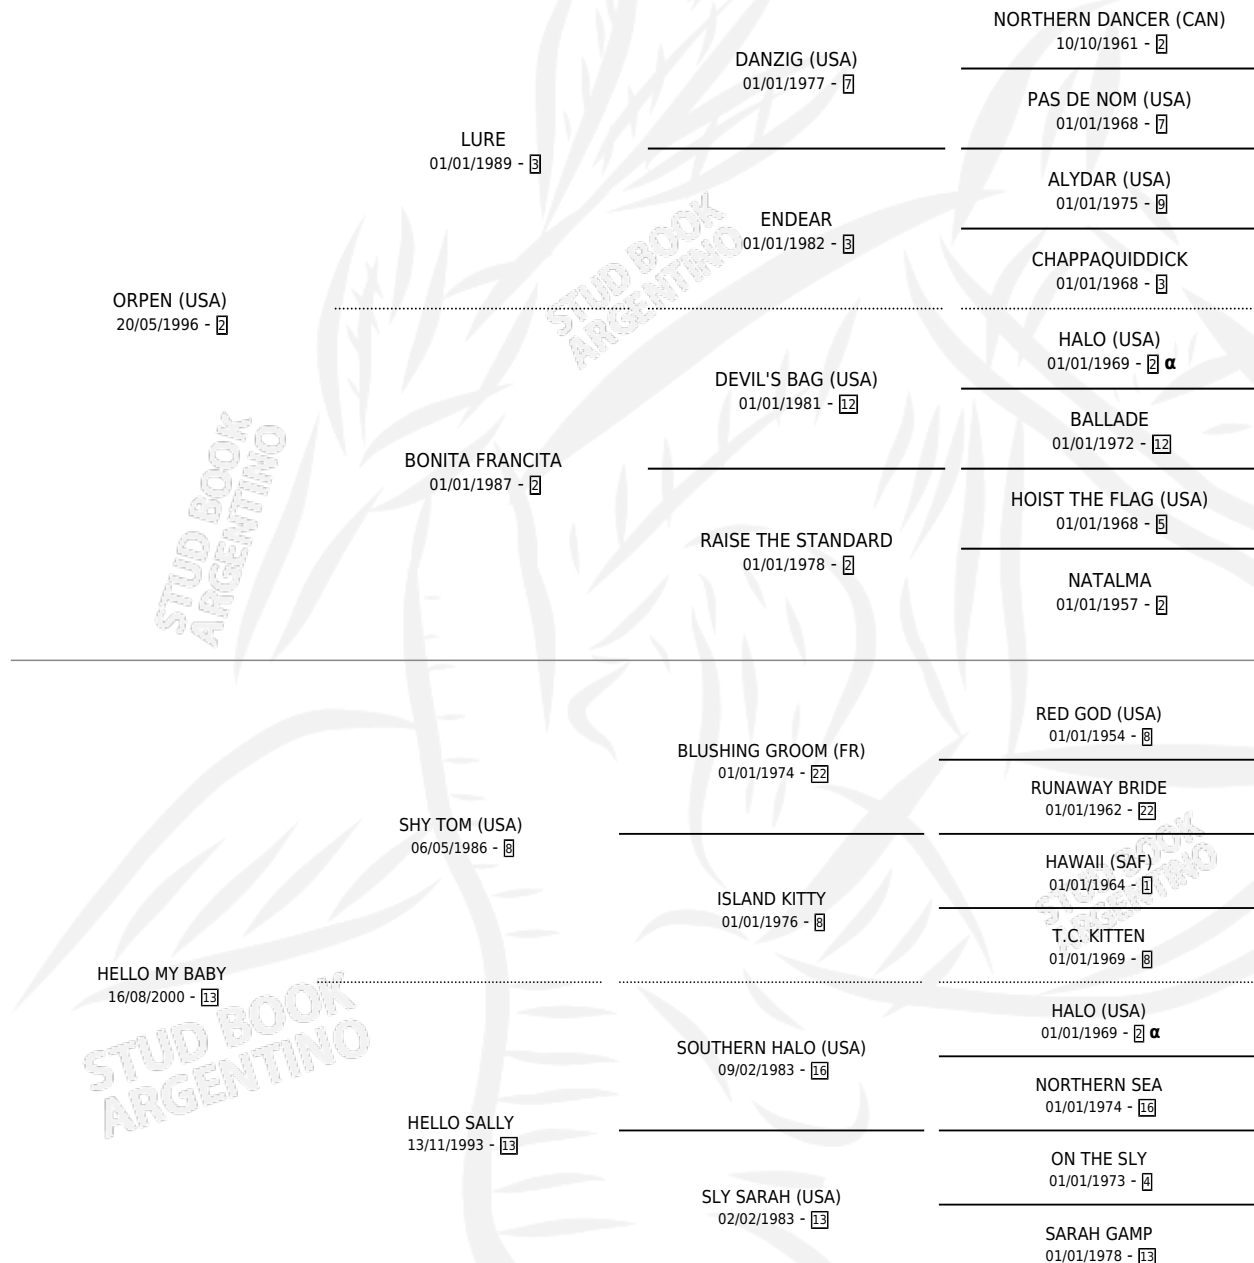 NORTHERN DANCER (CAN)
10/10/1961 - 2
DANZIG (USA)
01/01/1977 - 7
PAS DE NOM (USA)
01/01/1968 - 7
LURE
01/01/1989 - 3
ALYDAR (USA)
01/01/1975 - 9
ENDEAR
01/01/1982 - 3
CHAPPAQUIDDICK
01/01/1968 - 3
ORPEN (USA)
20/05/1996 - 2
HALO (USA)
01/01/1969 - 2 α
DEVIL'S BAG (USA)
01/01/1981 - 12
BALLADE
01/01/1972 - 12
BONITA FRANCITA
01/01/1987 - 2
HOIST THE FLAG (USA)
01/01/1968 - 5
RAISE THE STANDARD
01/01/1978 - 2
NATALMA
01/01/1957 - 2
RED GOD (USA)
01/01/1954 - 8
BLUSHING GROOM (FR)
01/01/1974 - 22
RUNAWAY BRIDE
01/01/1962 - 22
SHY TOM (USA)
06/05/1986 - 8
HAWAII (SAF)
01/01/1964 - 1
ISLAND KITTY
01/01/1976 - 8
T.C. KITTEN
01/01/1969 - 8
HELLO MY BABY
16/08/2000 - 13
HALO (USA)
01/01/1969 - 2 α
SOUTHERN HALO (USA)
09/02/1983 - 16
NORTHERN SEA
01/01/1974 - 16
HELLO SALLY
13/11/1993 - 13
ON THE SLY
01/01/1973 - 4
SLY SARAH (USA)
02/02/1983 - 13
SARAH GAMP
01/01/1978 - 13
STUD BOOK
ARGENTINO
STUD BOOK
ARGENTINO
STUD BOOK
ARGENTINO
STUD BOOK
ARGENTINO